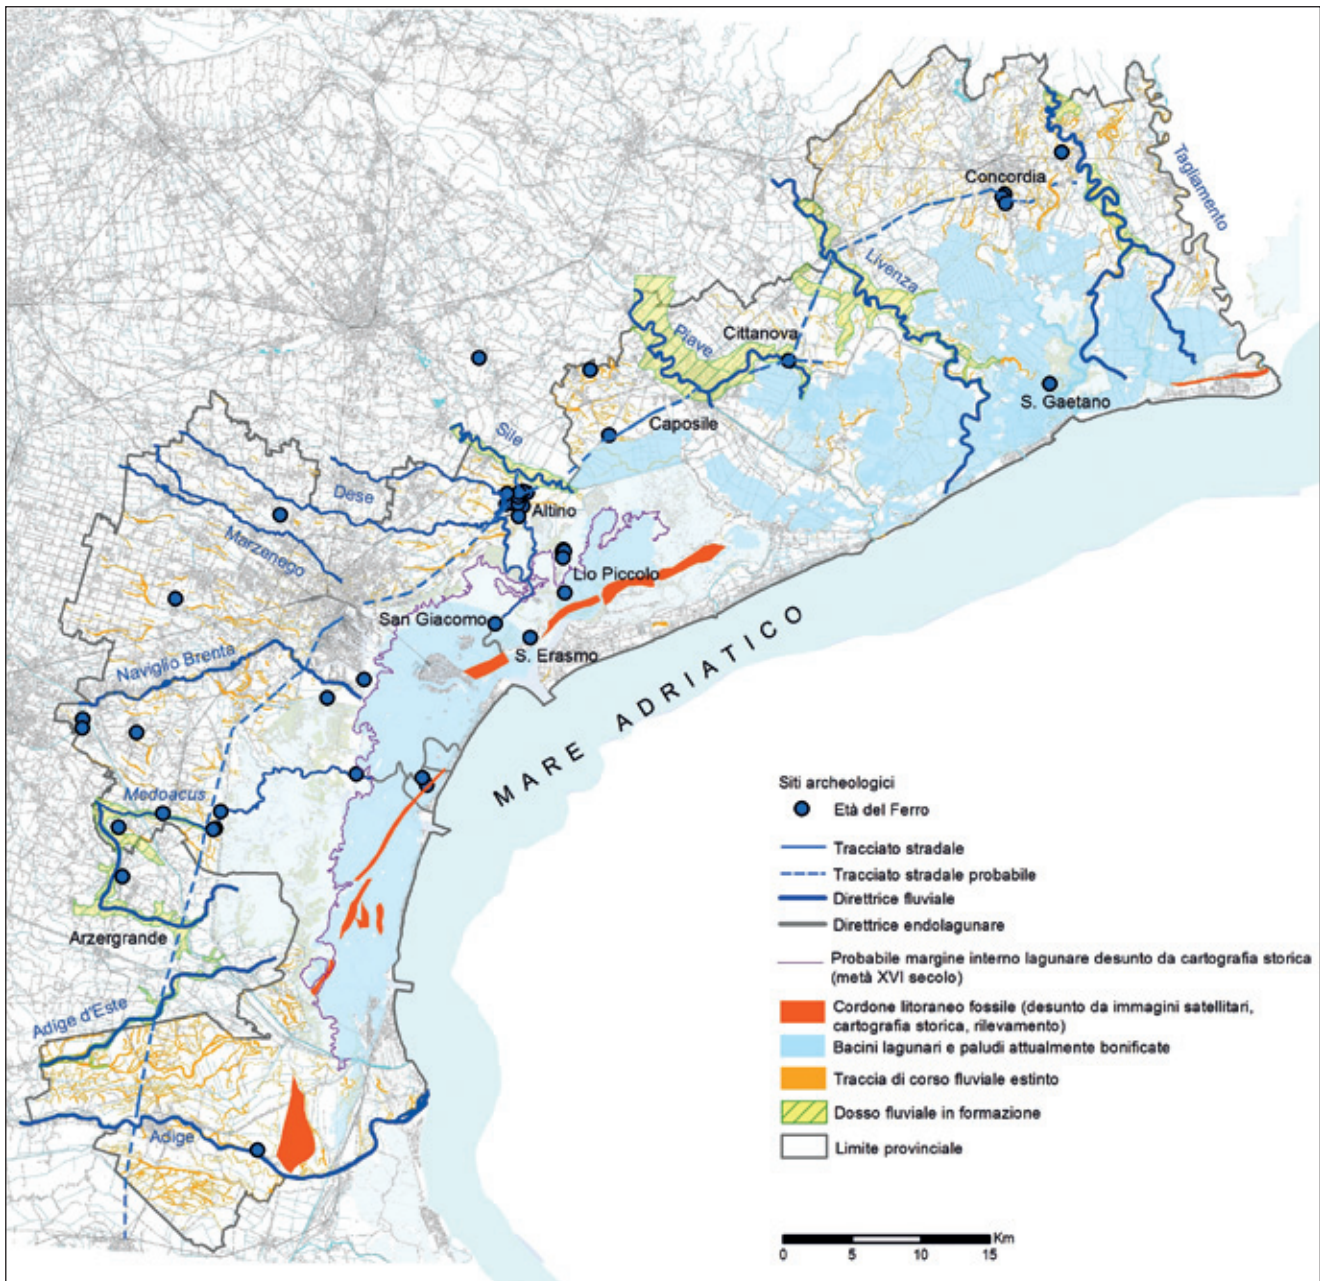 Tagliamento
Concordia
Livenza
Cittanova
Piave
S. Gaetano
Caposile
Sile
Dese
Altino
Marzenego
Lio Piccolo
San Giacomo
S. Erasmo
Naviglio Brenta
MARE ADRIATICO
Medoacus
Arzergrande
Adige d'Este
Adige
Siti archeologici
Età del Ferro
Tracciato stradale
Tracciato stradale probabile
Direttrice fluviale
Direttrice endolagunare
Probabile margine interno lagunare desunto da cartografia storica
(metà XVI secolo)
Cordone litoraneo fossile (desunto da immagini satellitari,
cartografia storica, rilevamento)
Bacini lagunari e paludi attualmente bonificate
Traccia di corso fluviale estinto
Dosso fluviale in formazione
Limite provinciale
Km
0 5 10 15